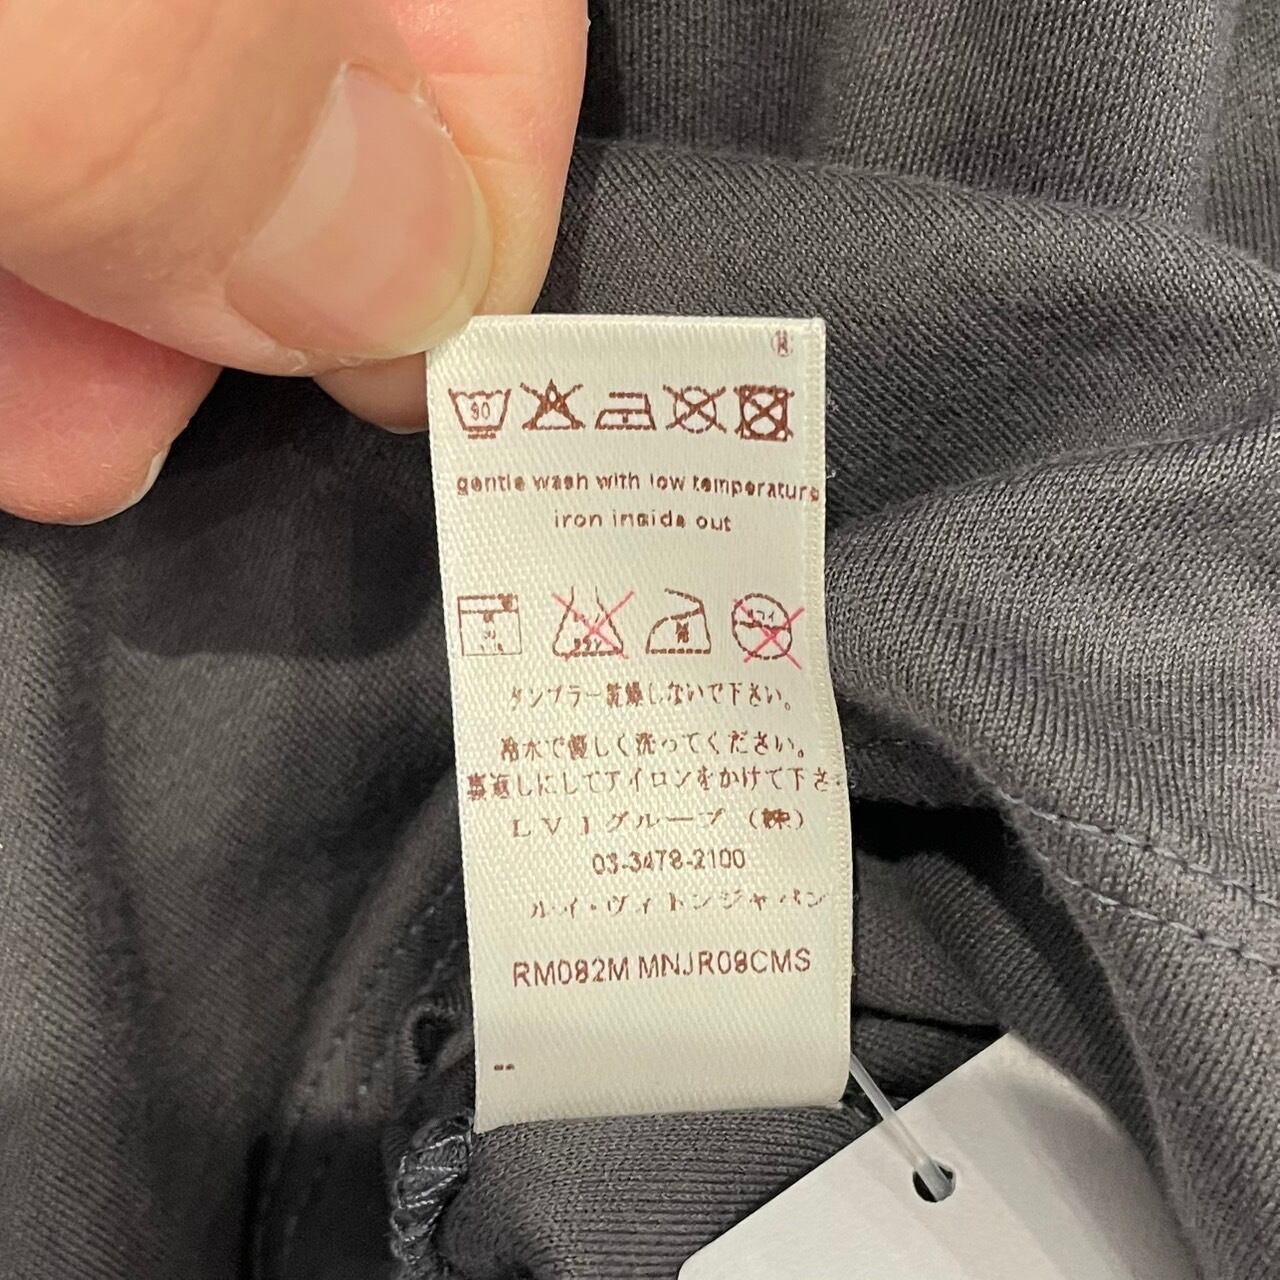 30
gentle wash with low temperature
iron inside out
タンブラー乾燥しないで下さい。
冷水で優しく洗ってください。
裏返しにしてアイロンをかけて下さ
LVJグループ(株)
03-3478-2100
ルイ・ヴィトンジャパン
RM082M MNJR08CMS